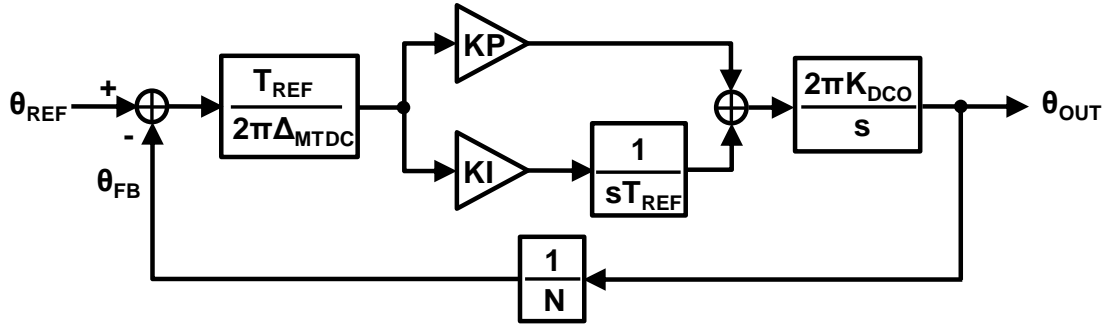 θREF
+
-
θFB
TREF
2πΔMTDC
KP
KI
1
sTREF
2πKDCO
s
θOUT
1
N